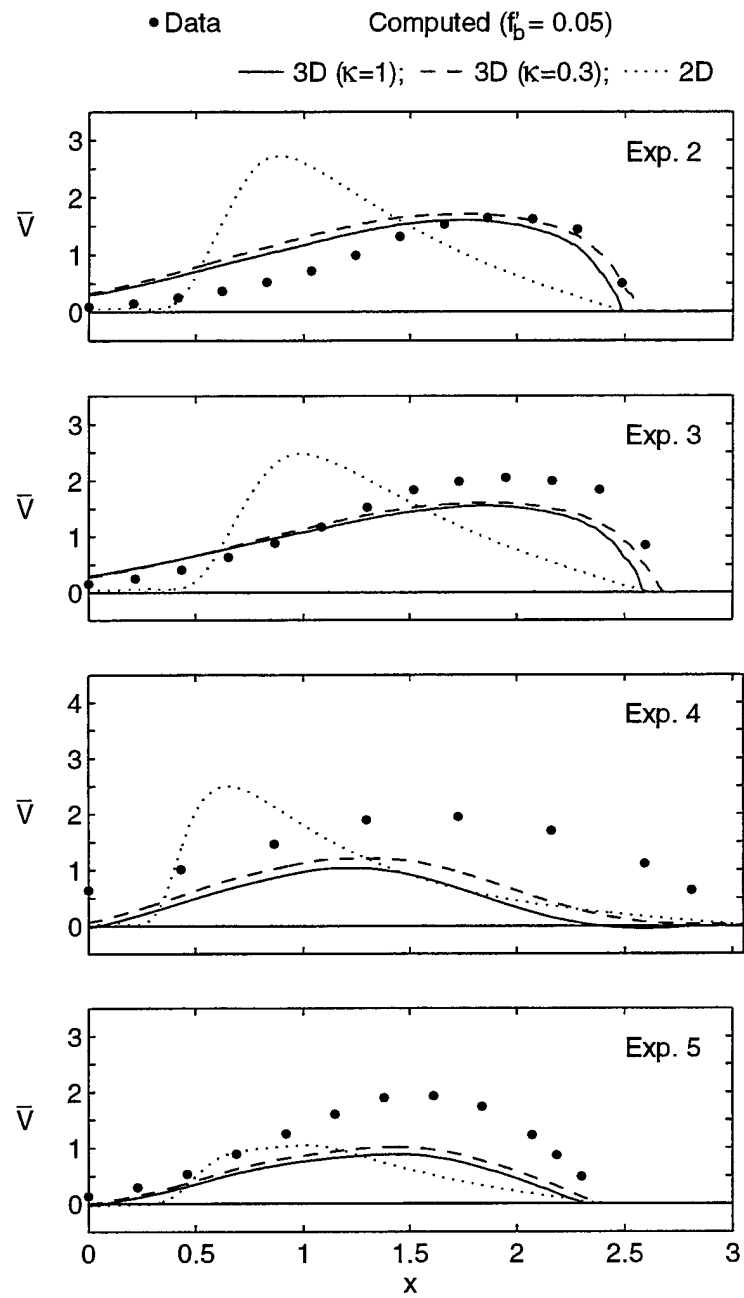 • Data Computed (f'b = 0.05)
— 3D (κ=1); – – 3D (κ=0.3); ····· 2D
3
Exp. 2
2
V̅
1
0
3
Exp. 3
2
V̅
1
0
4
Exp. 4
3
V̅
2
1
0
3
Exp. 5
2
V̅
1
0
0 0.5 1 1.5 2 2.5 3
x